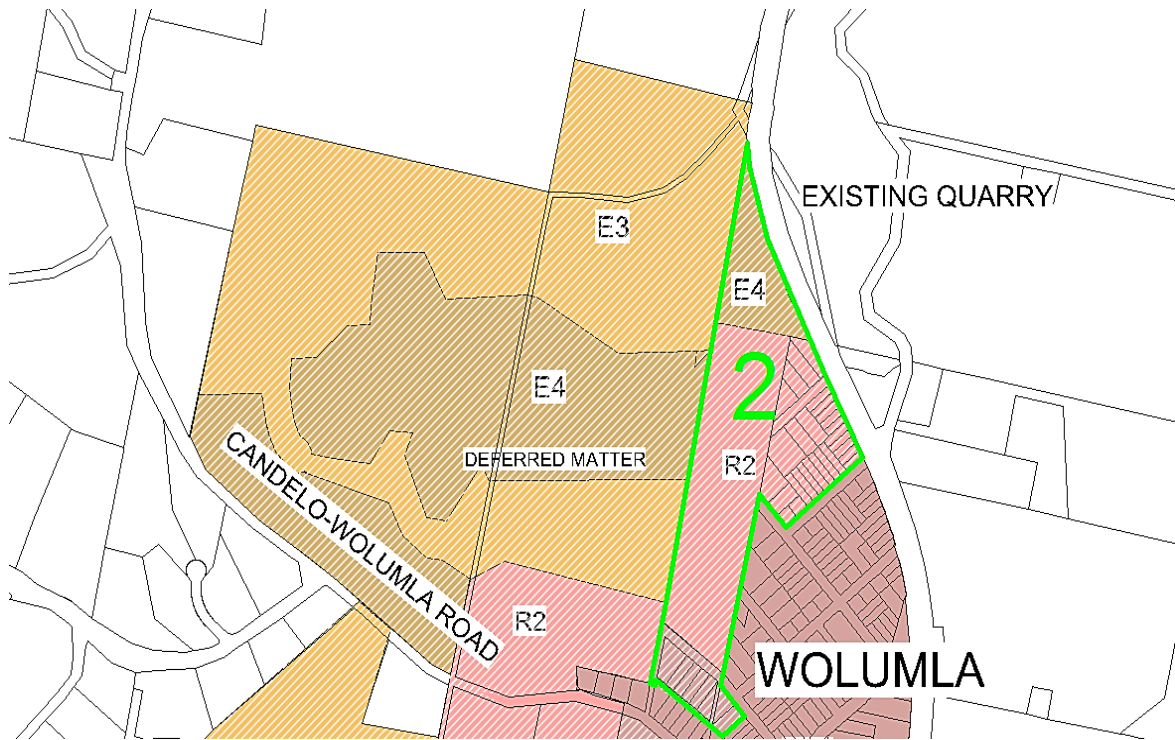 EXISTING QUARRY
E3
E4
2
E4
CANDELO-WOLUMLA ROAD
DEFERRED MATTER
R2
R2
WOLUMLA